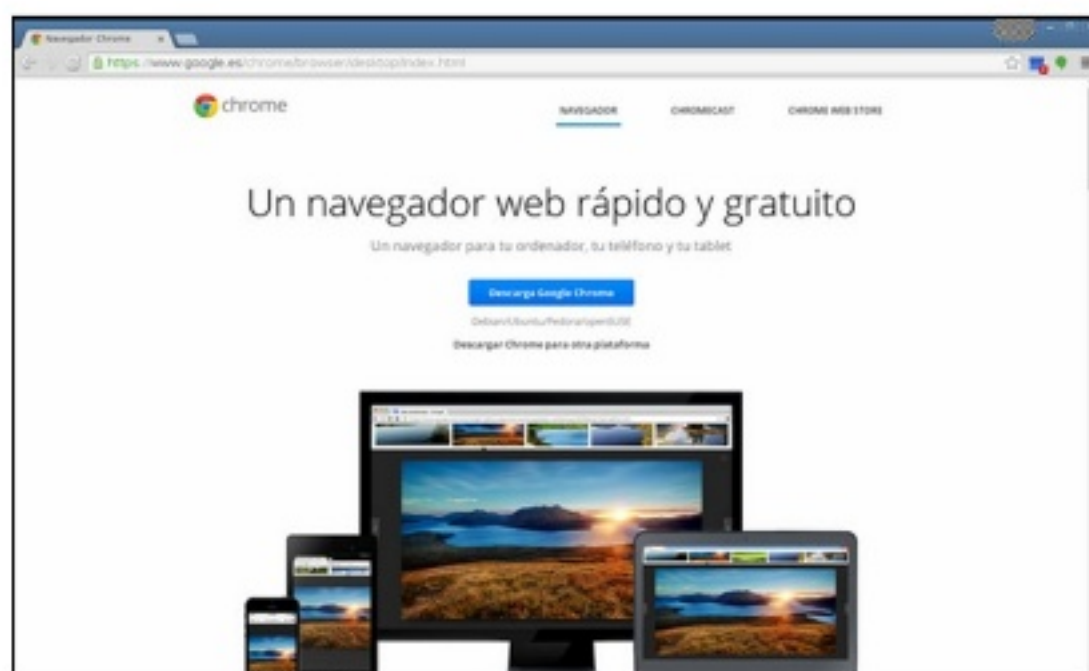 Navegador Chrome
https://www.google.es/chrome/browser/desktop/index.html
chrome
NAVEGADOR
CHROMECAST
CHROME WEB STORE
Un navegador web rápido y gratuito
Un navegador para tu ordenador, tu teléfono y tu tablet
Descarga Google Chrome
Debian/Ubuntu/Fedora/openSUSE
Descargar Chrome para otra plataforma